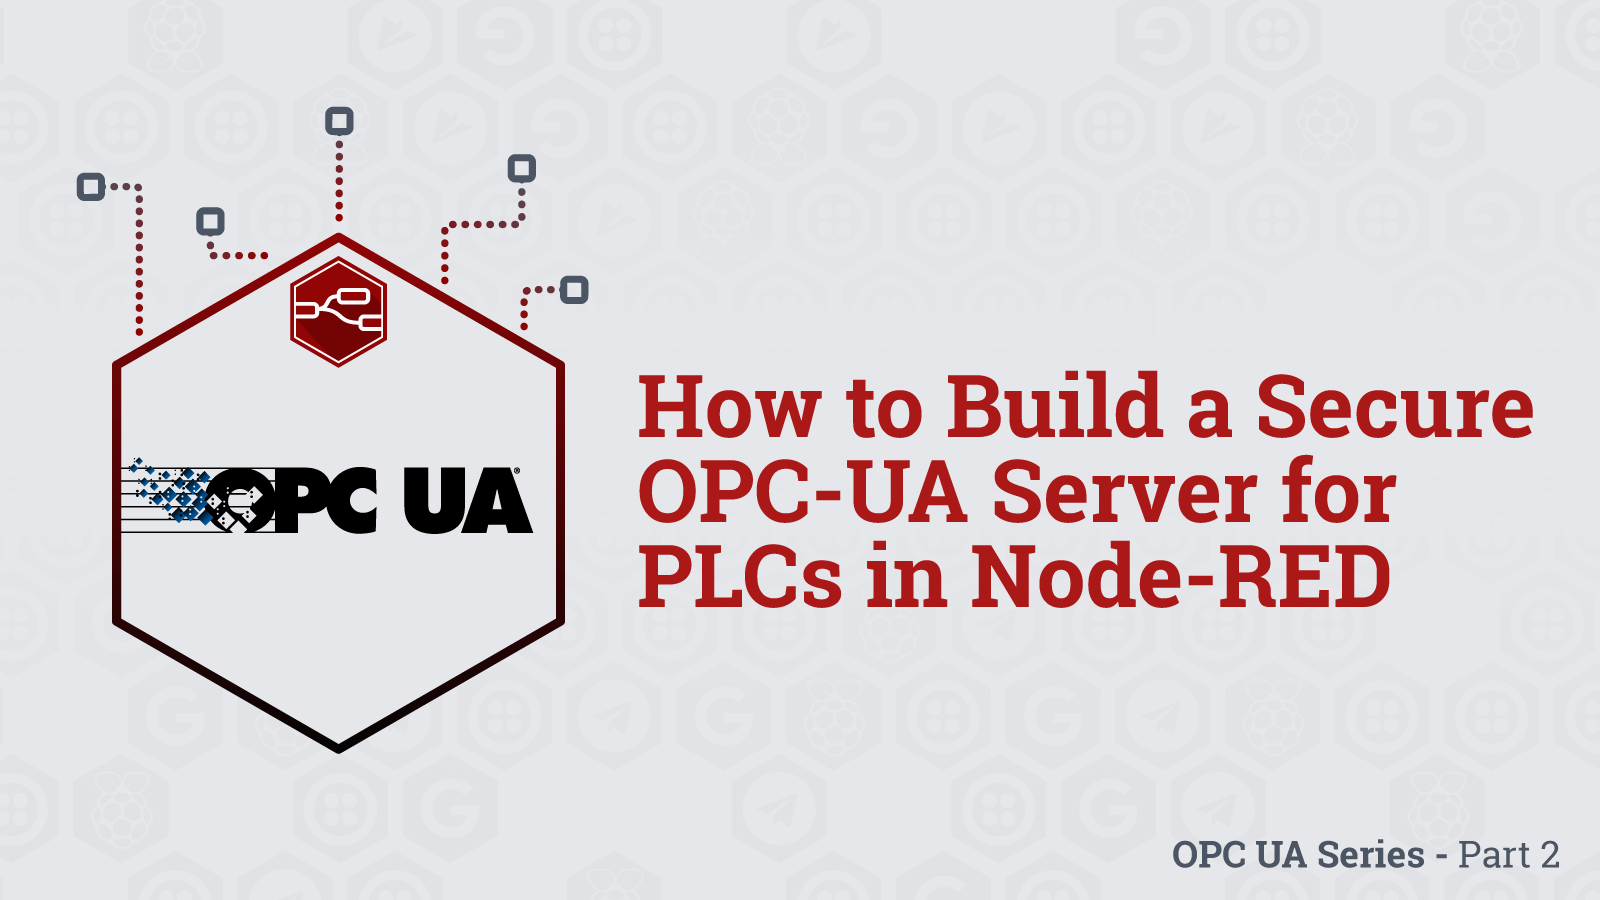 OPC UA®
How to Build a Secure
OPC-UA Server for
PLCs in Node-RED
OPC UA Series - Part 2